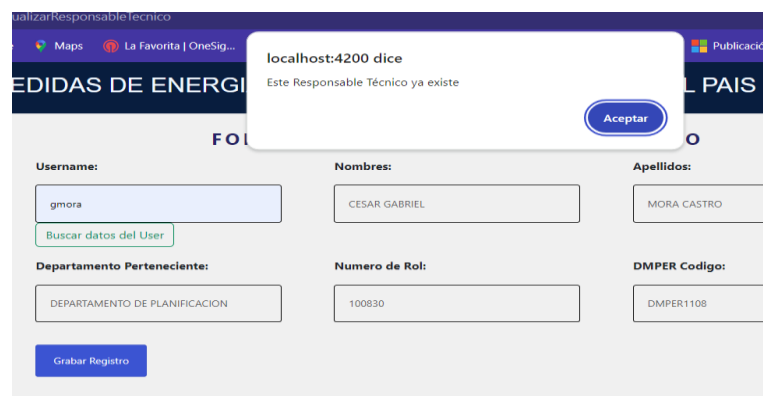 ualizarResponsableTecnico
Maps
La Favorita | OneSig...
Publicació
localhost:4200 dice
Este Responsable Técnico ya existe
Aceptar
EDIDAS DE ENERGI
L PAIS
FO
O
Username:
Nombres:
Apellidos:
gmora
CESAR GABRIEL
MORA CASTRO
Buscar datos del User
Departamento Perteneciente:
Numero de Rol:
DMPER Codigo:
DEPARTAMENTO DE PLANIFICACION
100830
DMPER1108
Grabar Registro